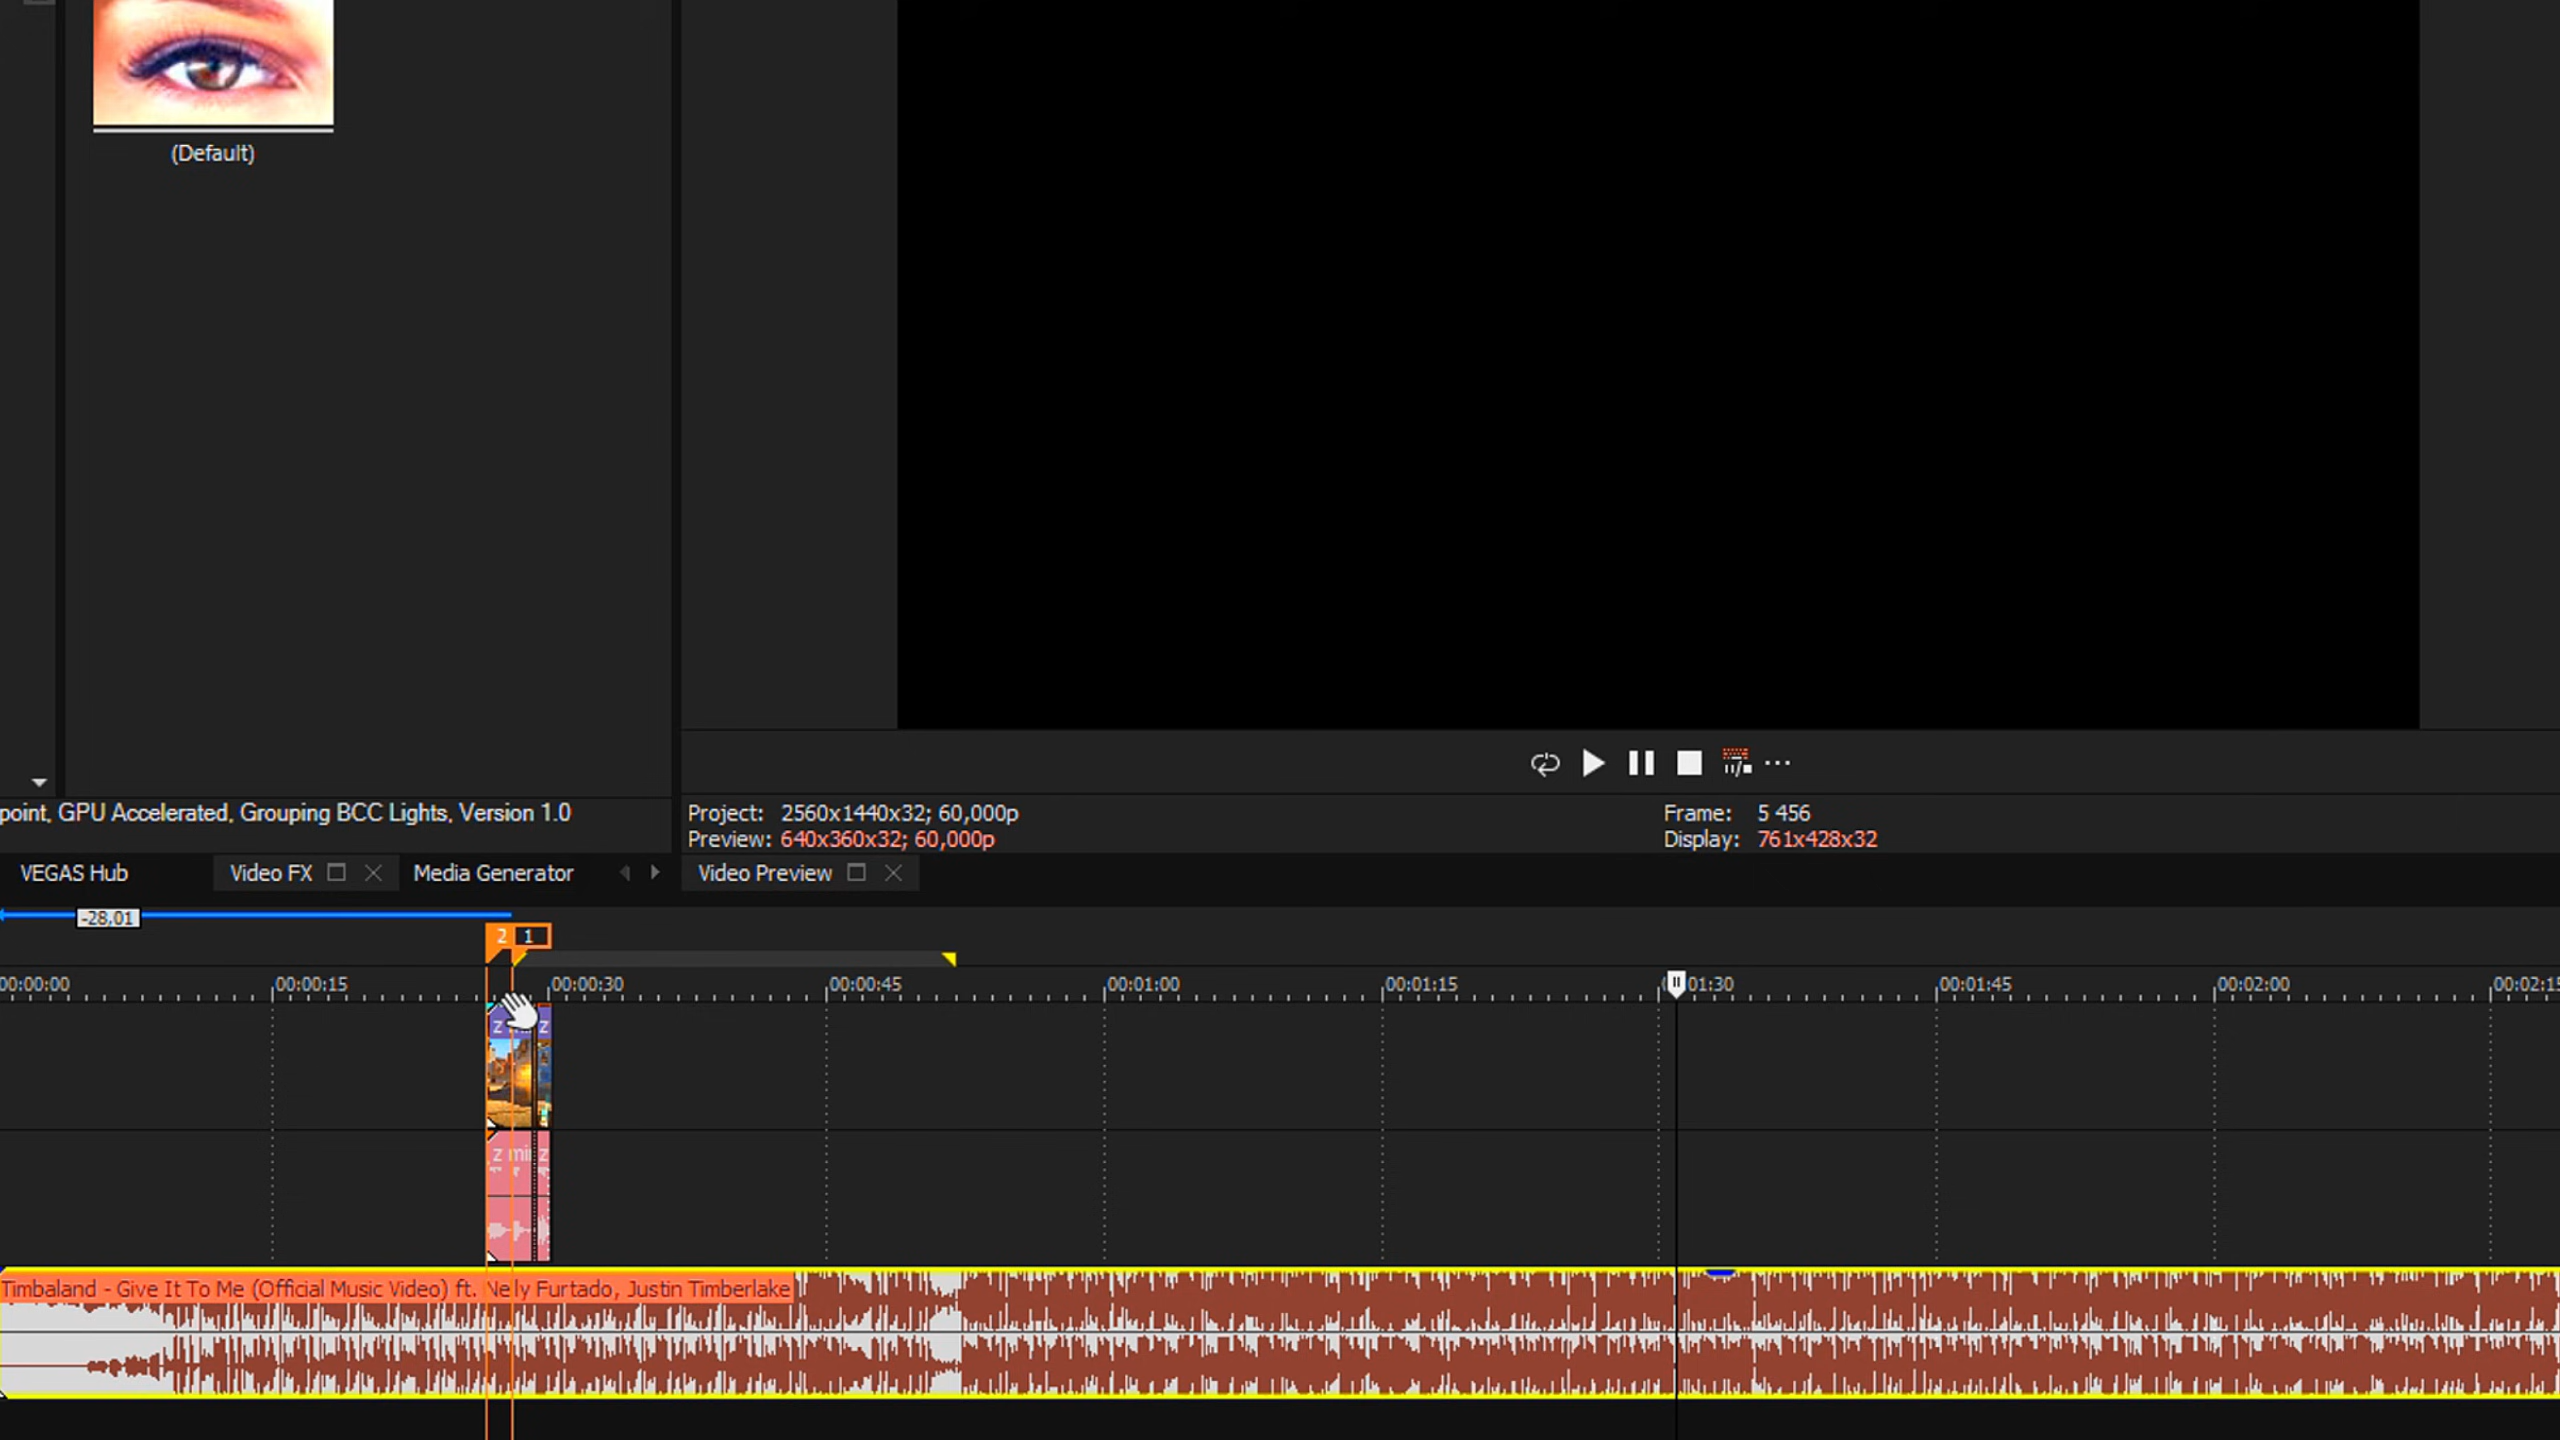 (Default)
point, GPU Accelerated, Grouping BCC Lights, Version 1.0
Project: 2560x1440x32; 60,000p
Frame: 5 456
Preview: 640x360x32; 60,000p
Display: 761x428x32
VEGAS Hub Video FX Media Generator Video Preview
-28,01
2 1
00:00:00 00:00:15 00:00:30 00:00:45 00:01:00 00:01:15 01:30 00:01:45 00:02:00 00:02:15
z z
z mi z
Timbaland - Give It To Me (Official Music Video) ft. Nelly Furtado, Justin Timberlake